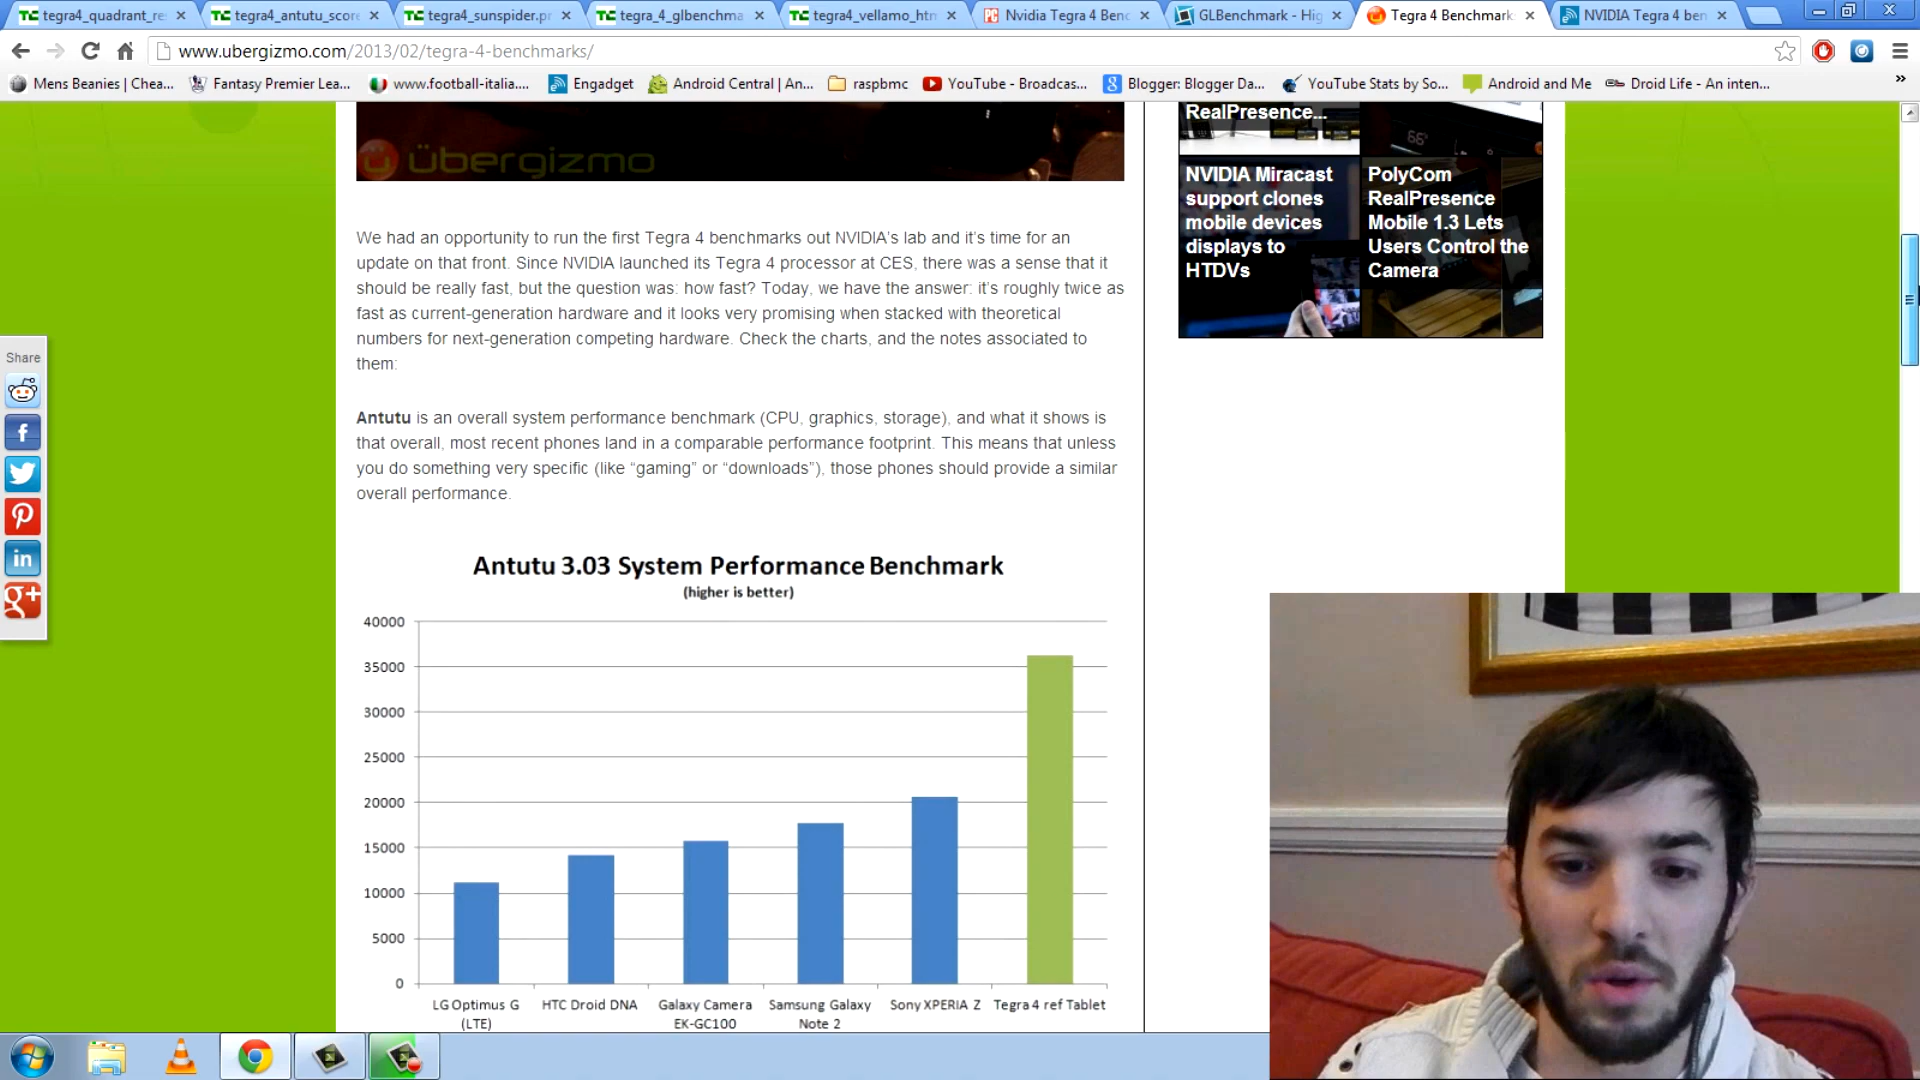 tegra4_quadrant_re
tegra4_antutu_score
tegra4_sunspider.pr
tegra_4_glbenchma
tegra4_vellamo_htm
Nvidia Tegra 4 Benc
GLBenchmark - Hig
Tegra 4 Benchmark
NVIDIA Tegra 4 ben
www.ubergizmo.com/2013/02/tegra-4-benchmarks/
Mens Beanies | Chea...
Fantasy Premier Lea...
www.football-italia....
Engadget
Android Central | An...
raspbmc
YouTube - Broadcas...
Blogger: Blogger Da...
YouTube Stats by So...
Android and Me
Droid Life - An inten...
»
übergizmo
RealPresence...
66°
NVIDIA Miracast
support clones
mobile devices
displays to
HTDVs
PolyCom
RealPresence
Mobile 1.3 Lets
Users Control the
Camera
We had an opportunity to run the first Tegra 4 benchmarks out NVIDIA's lab and it's time for an
update on that front. Since NVIDIA launched its Tegra 4 processor at CES, there was a sense that it
should be really fast, but the question was: how fast? Today, we have the answer: it's roughly twice as
fast as current-generation hardware and it looks very promising when stacked with theoretical
numbers for next-generation competing hardware. Check the charts, and the notes associated to
them:
Share
Antutu is an overall system performance benchmark (CPU, graphics, storage), and what it shows is
that overall, most recent phones land in a comparable performance footprint. This means that unless
you do something very specific (like “gaming” or “downloads”), those phones should provide a similar
overall performance.
Antutu 3.03 System Performance Benchmark
(higher is better)
40000
35000
30000
25000
20000
15000
10000
5000
0
LG Optimus G
(LTE)
HTC Droid DNA
Galaxy Camera
EK-GC100
Samsung Galaxy
Note 2
Sony XPERIA Z
Tegra 4 ref Tablet